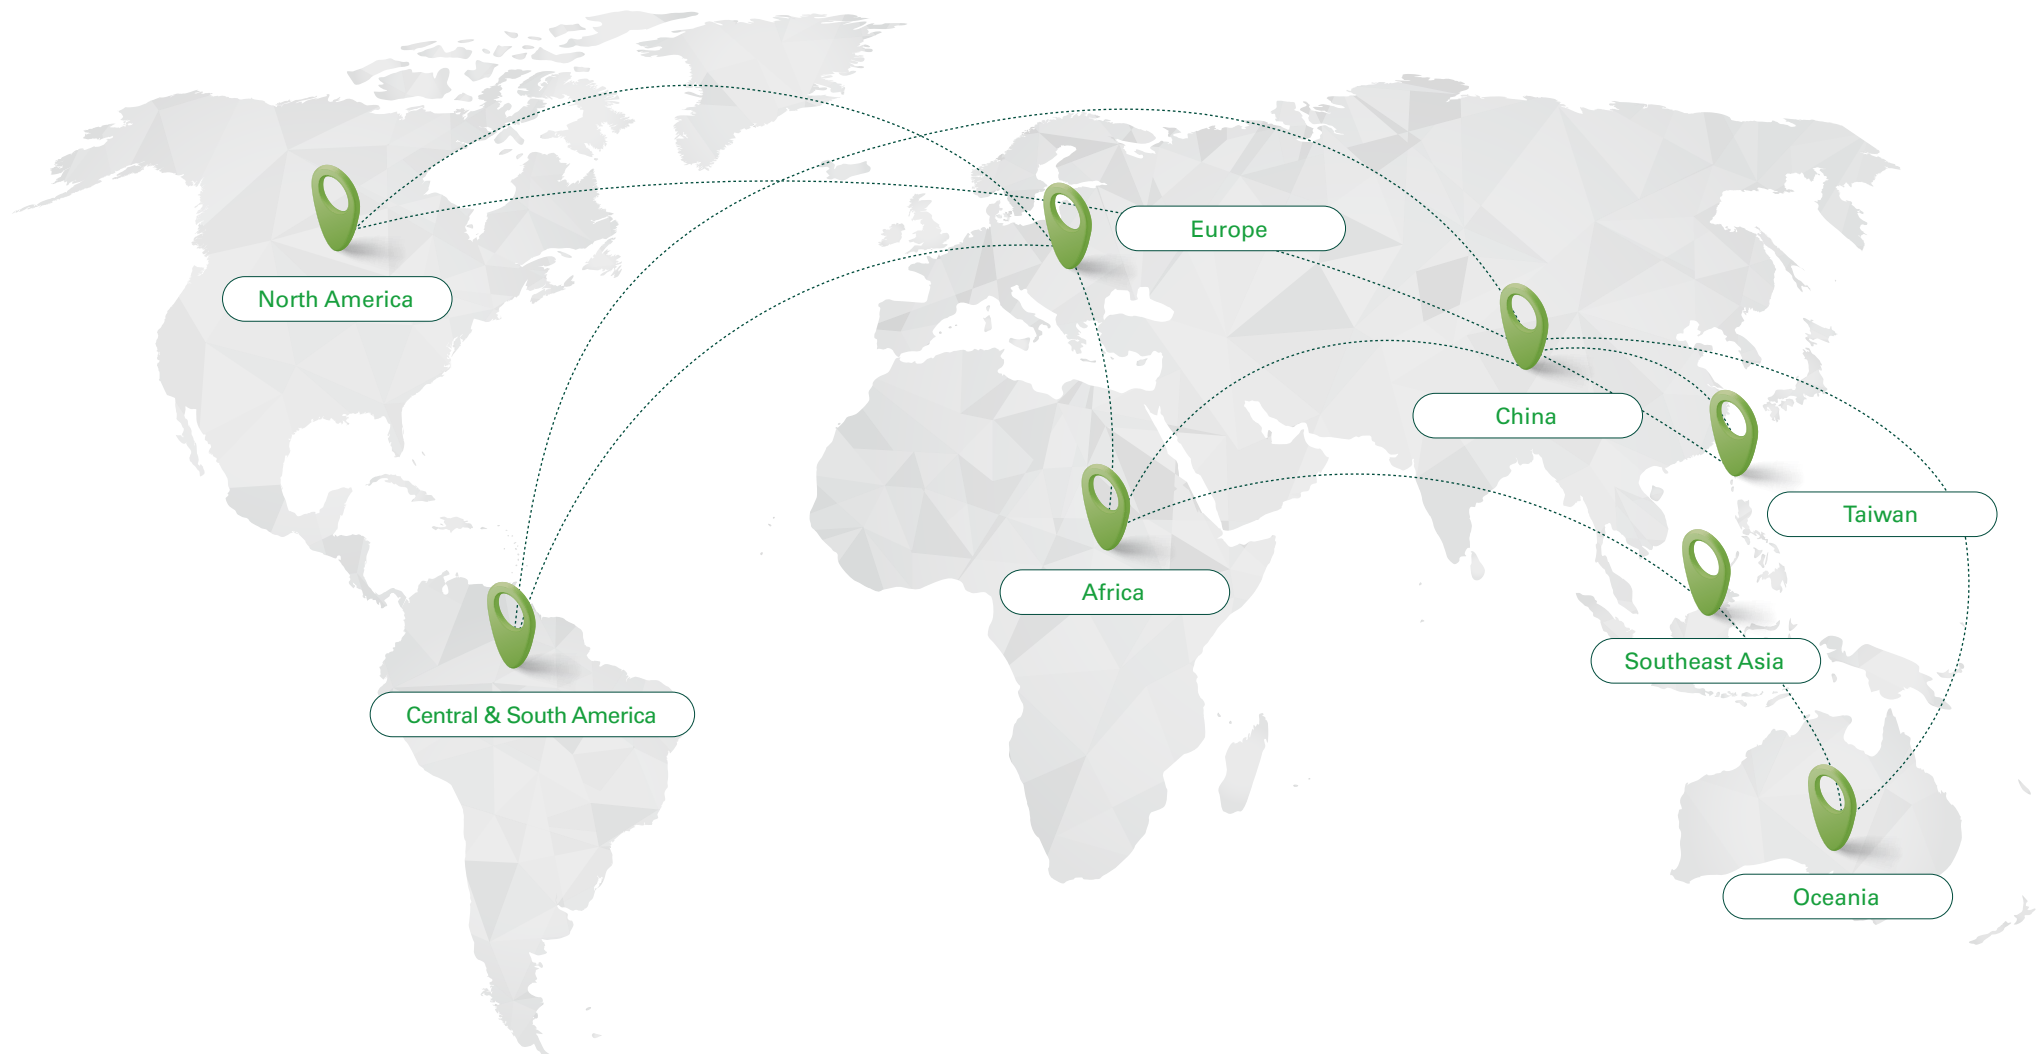 Europe
North America
China
Taiwan
Africa
Southeast Asia
Central & South America
Oceania